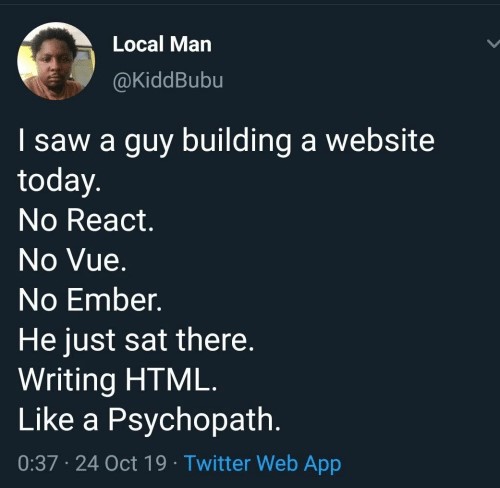 Local Man
@KiddBubu
I saw a guy building a website
today.
No React.
No Vue.
No Ember.
He just sat there.
Writing HTML.
Like a Psychopath.
0:37 · 24 Oct 19 · Twitter Web App